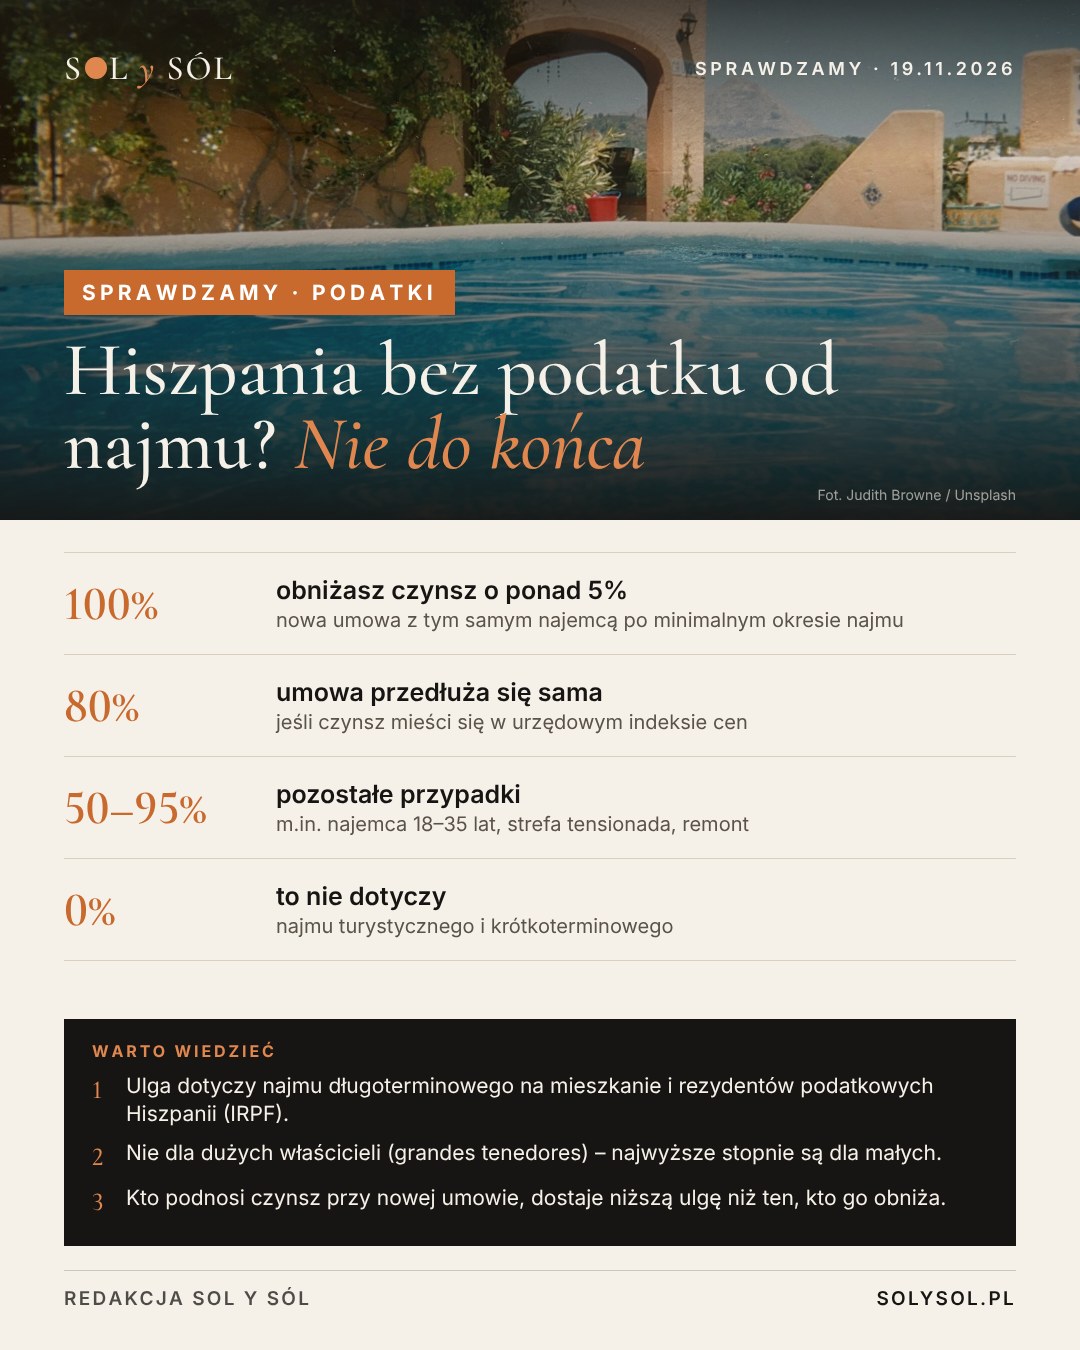 SOL y SÓL
SPRAWDZAMY · 19.11.2026
NO DIVING
SPRAWDZAMY · PODATKI
Hiszpania bez podatku od
najmu? Nie do końca
Fot. Judith Browne / Unsplash
100%
obniżasz czynsz o ponad 5%
nowa umowa z tym samym najemcą po minimalnym okresie najmu
80%
umowa przedłuża się sama
jeśli czynsz mieści się w urzędowym indeksie cen
50–95%
pozostałe przypadki
m.in. najemca 18–35 lat, strefa tensionada, remont
0%
to nie dotyczy
najmu turystycznego i krótkoterminowego
WARTO WIEDZIEĆ
1 Ulga dotyczy najmu długoterminowego na mieszkanie i rezydentów podatkowych
Hiszpanii (IRPF).
2 Nie dla dużych właścicieli (grandes tenedores) – najwyższe stopnie są dla małych.
3 Kto podnosi czynsz przy nowej umowie, dostaje niższą ulgę niż ten, kto go obniża.
REDAKCJA SOL Y SÓL
SOLYSOL.PL